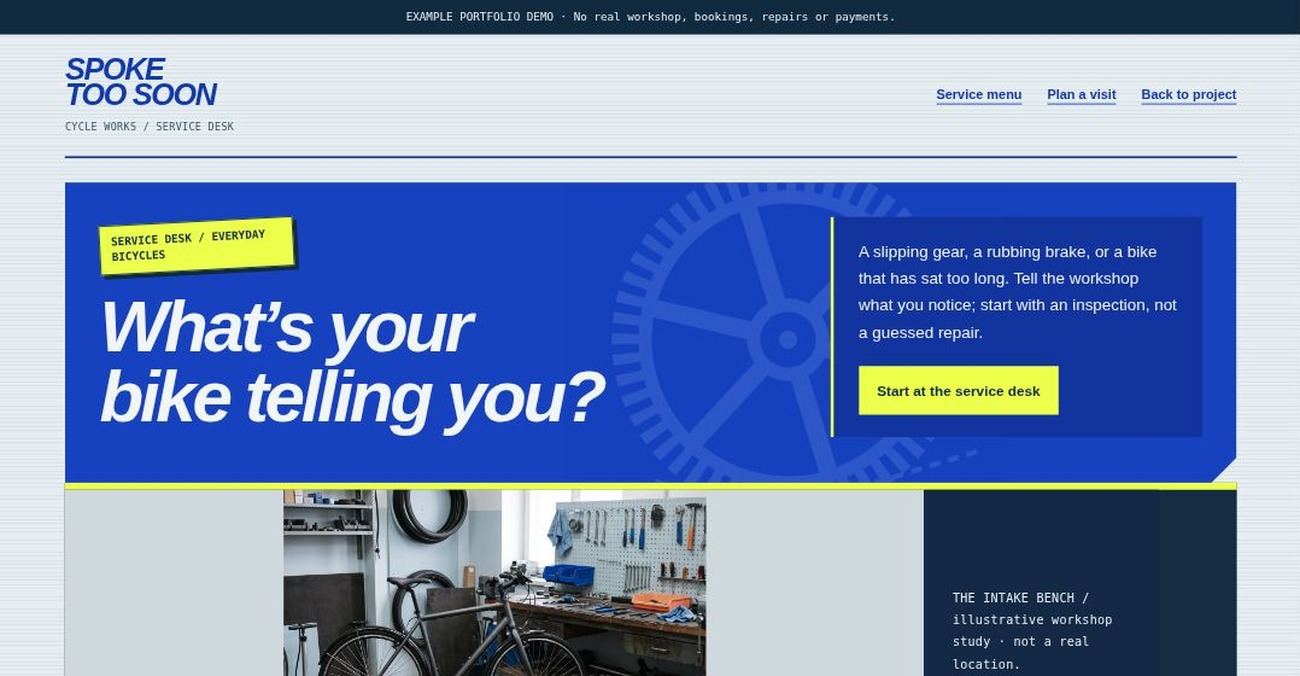 EXAMPLE PORTFOLIO DEMO · No real workshop, bookings, repairs or payments.
SPOKE
TOO SOON
CYCLE WORKS / SERVICE DESK
Service menu
Plan a visit
Back to project
SERVICE DESK / EVERYDAY
BICYCLES
What’s your
bike telling you?
A slipping gear, a rubbing brake, or a bike
that has sat too long. Tell the workshop
what you notice; start with an inspection, not
a guessed repair.
Start at the service desk
THE INTAKE BENCH /
illustrative workshop
study · not a real
location.